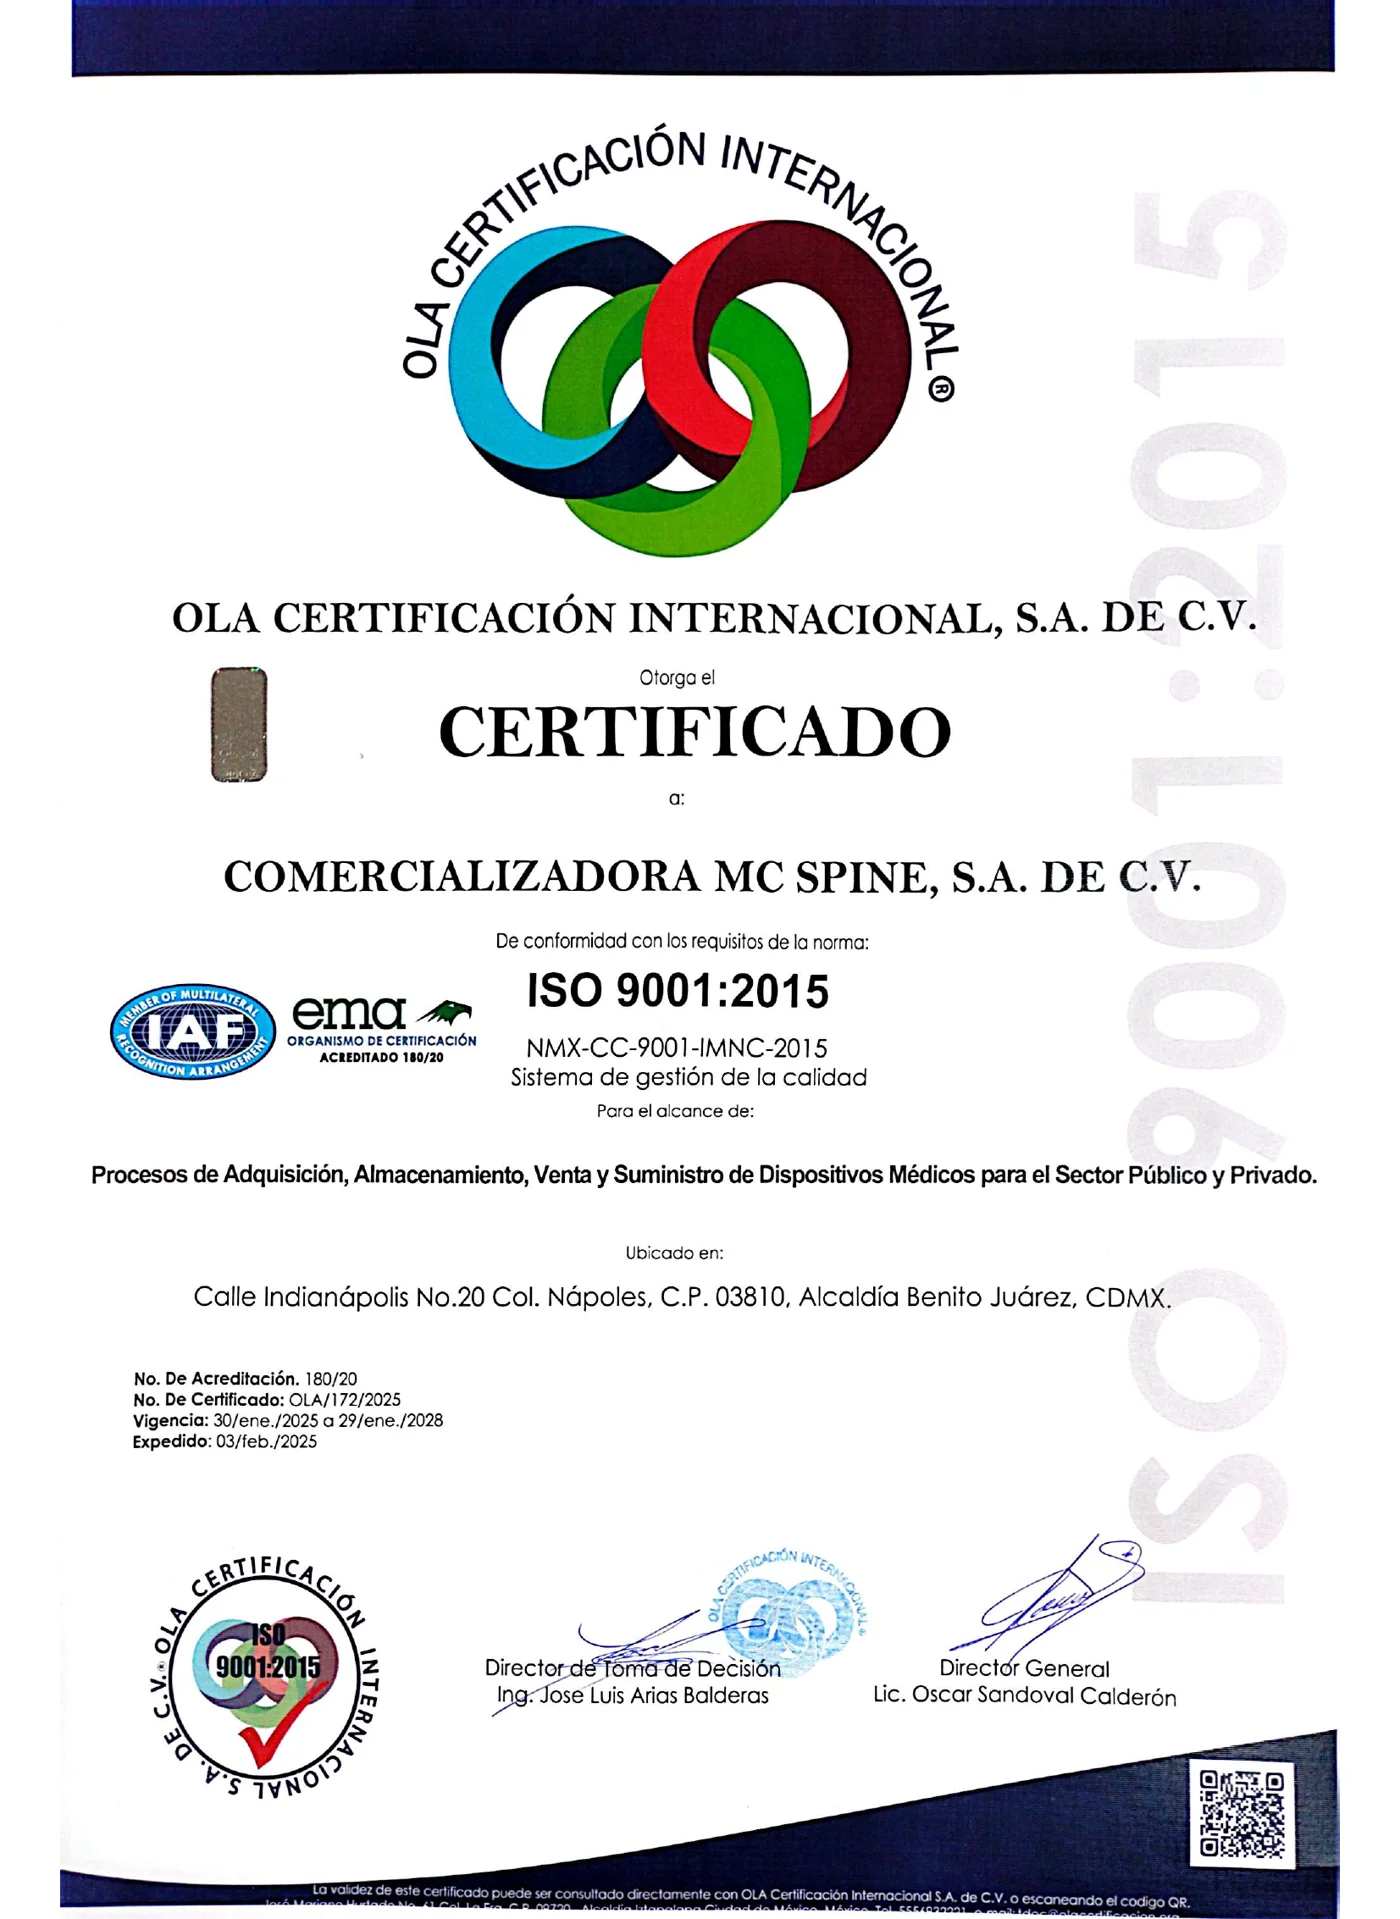 OLA CERTIFICACIÓN INTERNACIONAL®
OLA CERTIFICACIÓN INTERNACIONAL, S.A. DE C.V.
Otorga el
CERTIFICADO
a:
COMERCIALIZADORA MC SPINE, S.A. DE C.V.
De conformidad con los requisitos de la norma:
ISO 9001:2015
MEMBER OF MULTILATERAL
IAF
RECOGNITION ARRANGEMENT
ema
ORGANISMO DE CERTIFICACIÓN
ACREDITADO 180/20
NMX-CC-9001-IMNC-2015
Sistema de gestión de la calidad
Para el alcance de:
Procesos de Adquisición, Almacenamiento, Venta y Suministro de Dispositivos Médicos para el Sector Público y Privado.
Ubicado en:
Calle Indianápolis No.20 Col. Nápoles, C.P. 03810, Alcaldía Benito Juárez, CDMX.
No. De Acreditación. 180/20
No. De Certificado: OLA/172/2025
Vigencia: 30/ene./2025 a 29/ene./2028
Expedido: 03/feb./2025
ISO 9001:2015
OLA CERTIFICACIÓN INTERNACIONAL S.A. DE C.V.®
ISO
9001:2015
OLA CERTIFICACIÓN INTERNACIONAL®
Director de Toma de Decisión
Ing. Jose Luis Arias Balderas
Director General
Lic. Oscar Sandoval Calderón
La validez de este certificado puede ser consultado directamente con OLA Certificación Internacional S.A. de C.V. o escaneando el codigo QR.